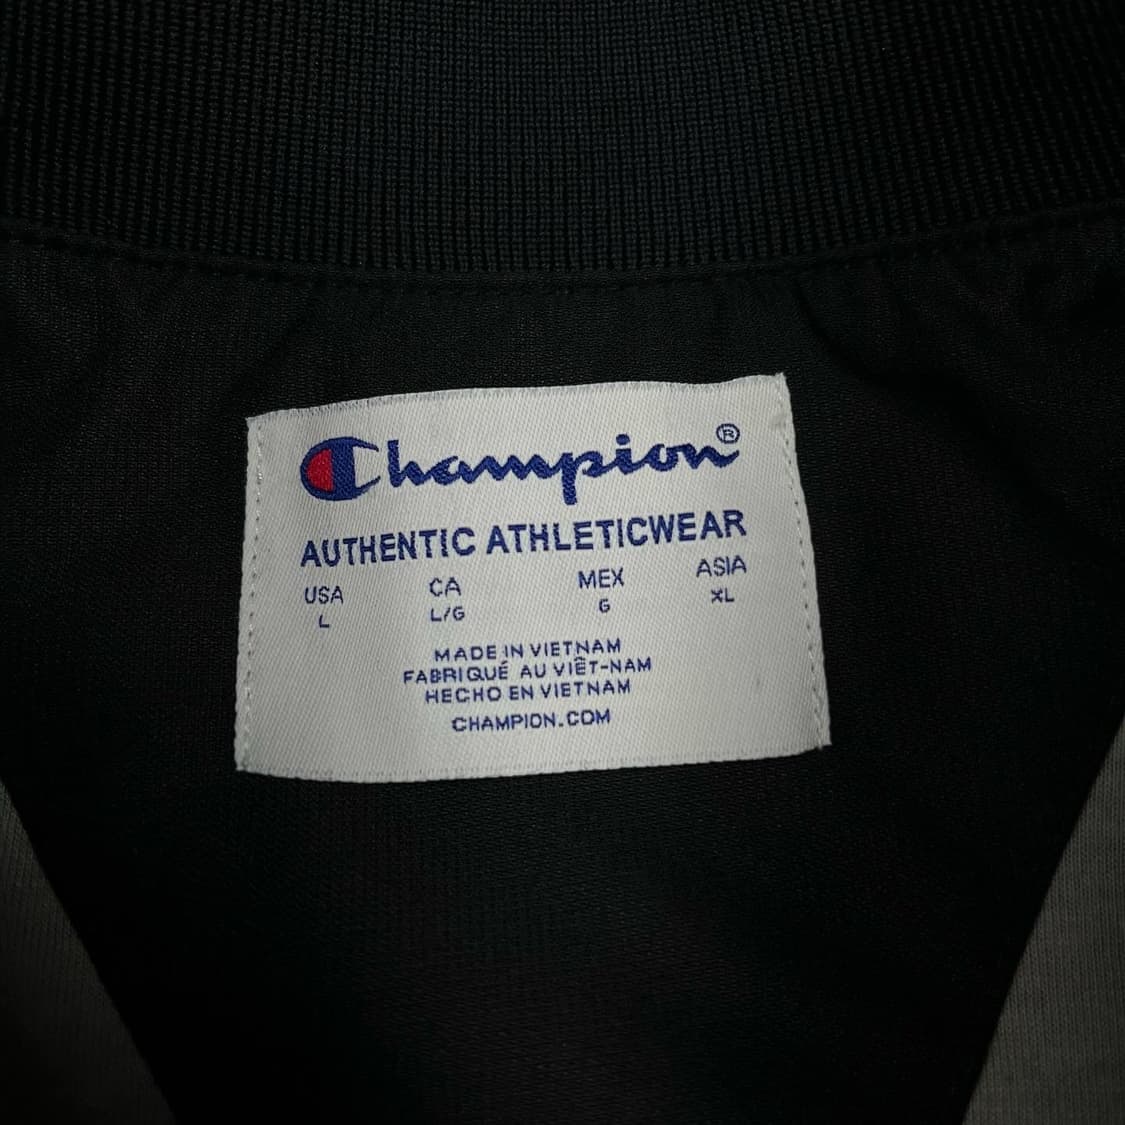 Champion®
AUTHENTIC ATHLETICWEAR
USA CA MEX ASIA
L L/G G XL
MADE IN VIETNAM
FABRIQUÉ AU VIÊT-NAM
HECHO EN VIETNAM
CHAMPION.COM